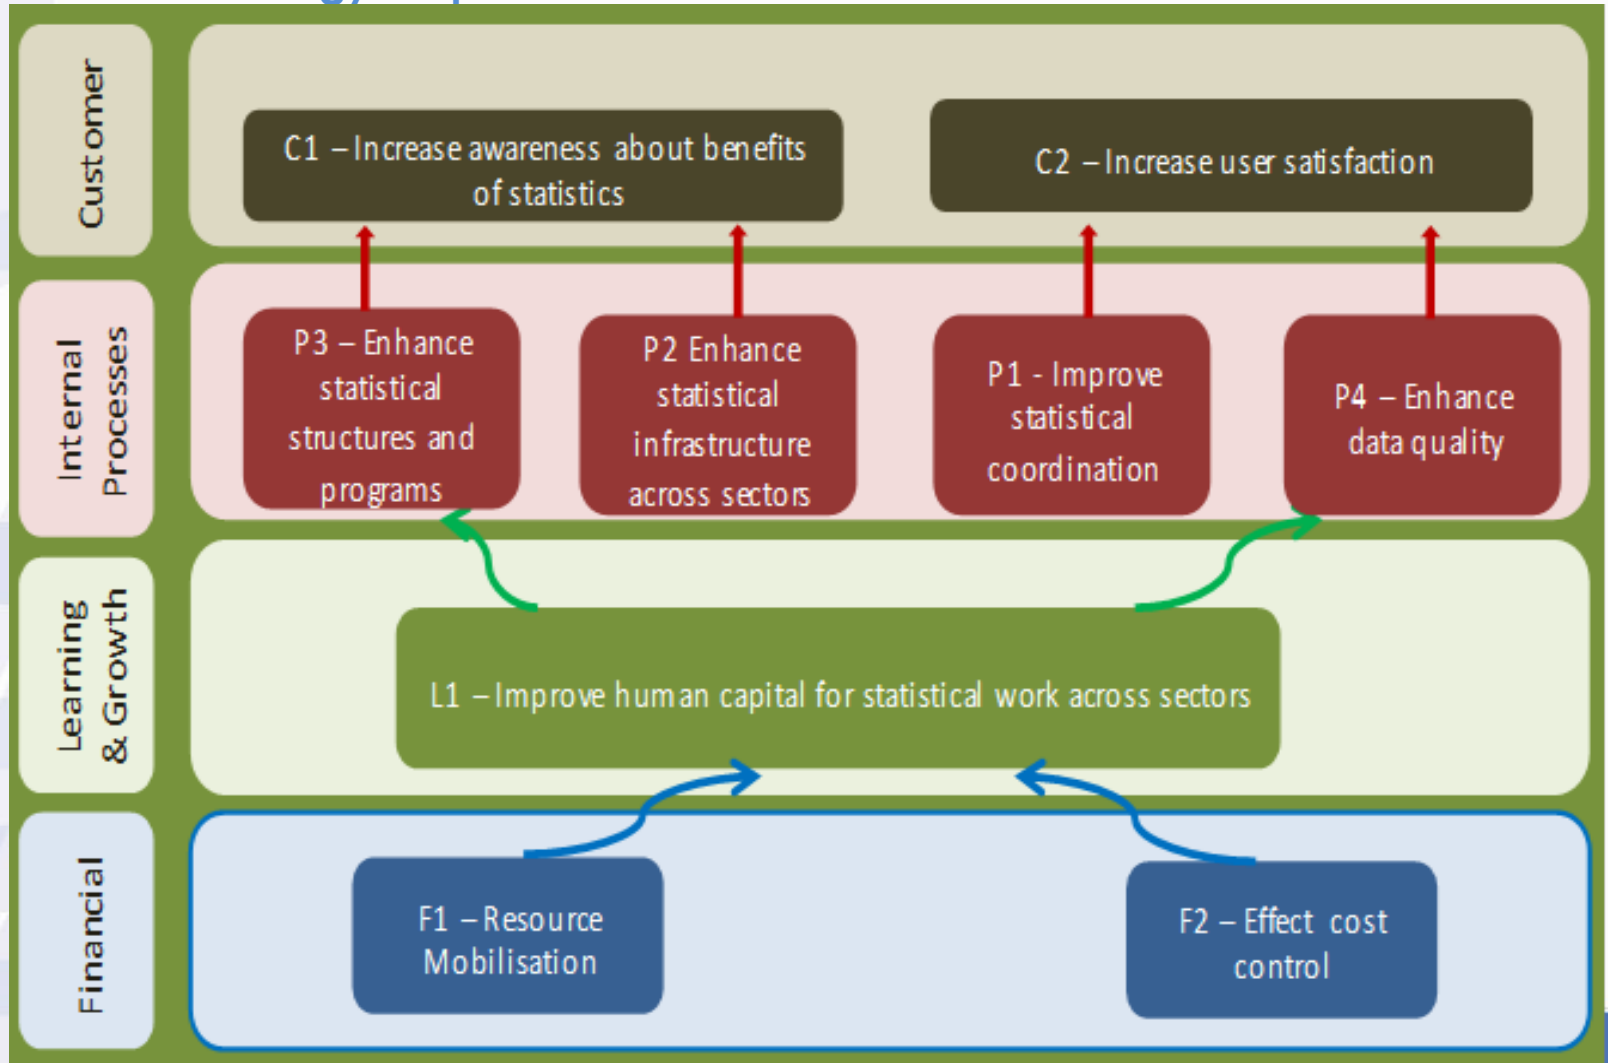 Customer
C1 – Increase awareness about benefits
of statistics
C2 – Increase user satisfaction
Internal
Processes
P3 – Enhance
statistical
structures and
programs
P2 Enhance
statistical
infrastructure
across sectors
P1 - Improve
statistical
coordination
P4 – Enhance
data quality
Learning
& Growth
L1 – Improve human capital for statistical work across sectors
Financial
F1 – Resource
Mobilisation
F2 – Effect cost
control